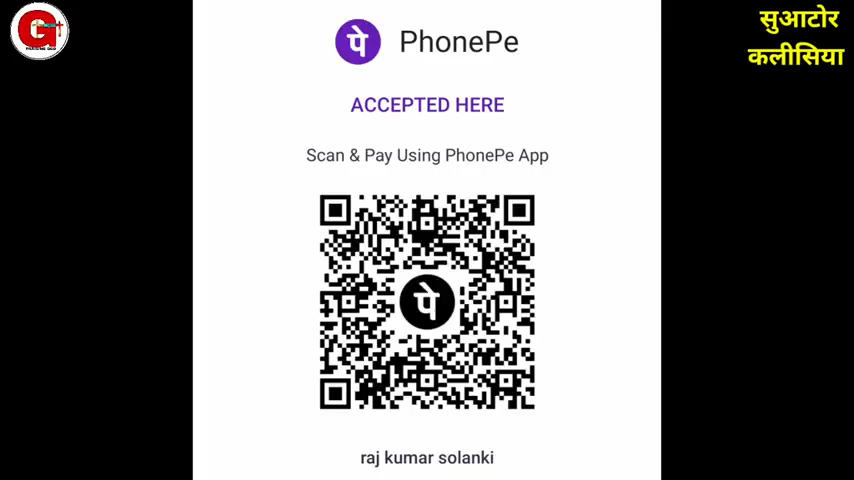 पे PhonePe
ACCEPTED HERE
Scan & Pay Using PhonePe App
पे
raj kumar solanki
सुआटोर
कलीसिया
G